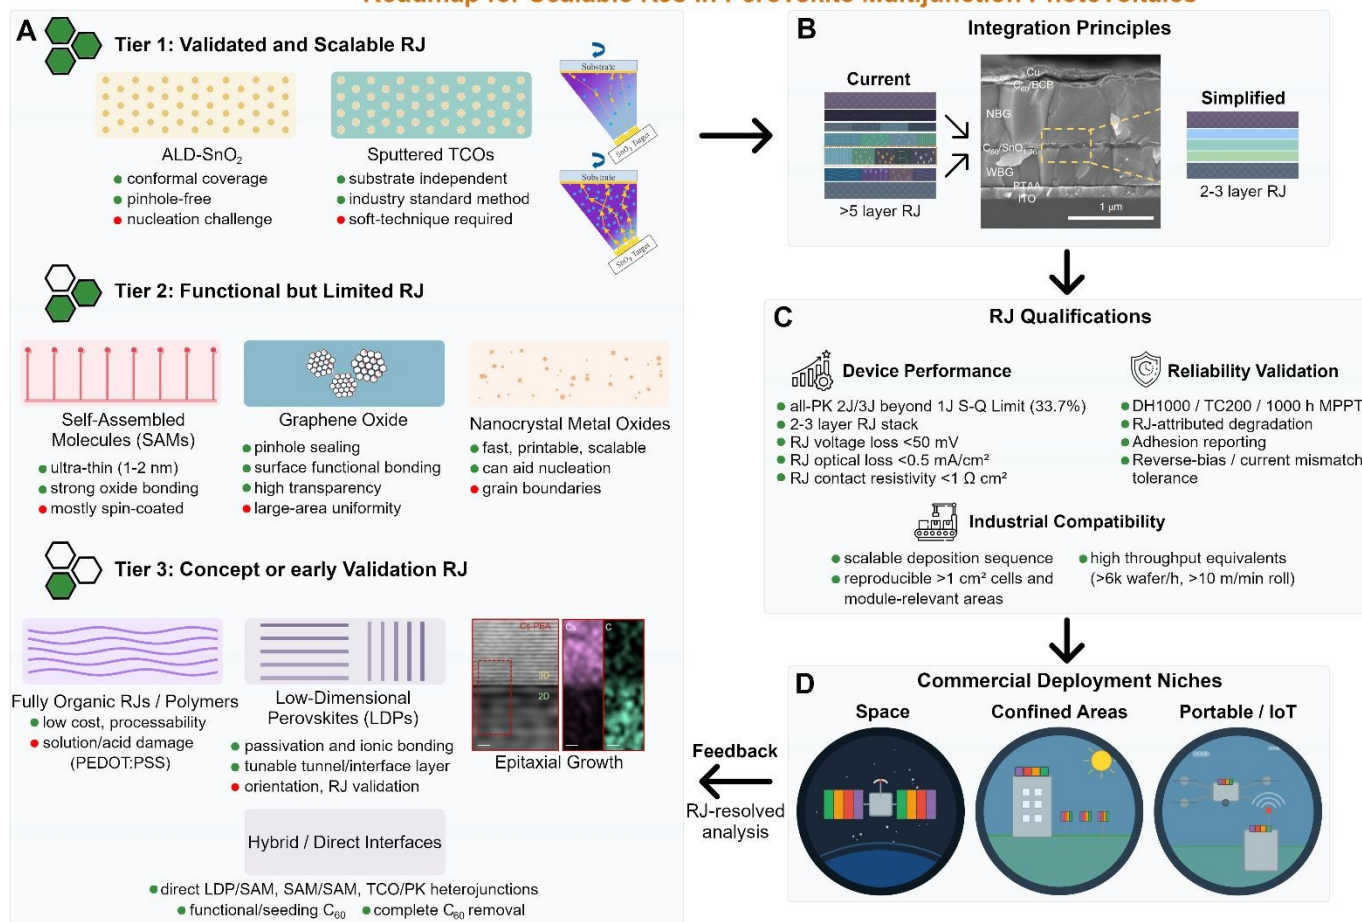 Roadmap for Scalable RJs in Perovskite Multijunction Photovoltaics
A
Tier 1: Validated and Scalable RJ
ALD-SnO₂
conformal coverage
pinhole-free
nucleation challenge
Sputtered TCOs
substrate independent
industry standard method
soft-technique required
Substrate
SnO₂ Target
Substrate
SnO₂ Target
Tier 2: Functional but Limited RJ
Self-Assembled
Molecules (SAMs)
ultra-thin (1-2 nm)
strong oxide bonding
mostly spin-coated
Graphene Oxide
pinhole sealing
surface functional bonding
high transparency
large-area uniformity
Nanocrystal Metal Oxides
fast, printable, scalable
can aid nucleation
grain boundaries
Tier 3: Concept or early Validation RJ
Fully Organic RJs / Polymers
low cost, processability
solution/acid damage
(PEDOT:PSS)
Low-Dimensional
Perovskites (LDPs)
passivation and ionic bonding
tunable tunnel/interface layer
orientation, RJ validation
Cs-PEA
3D
2D
Cs
C
Epitaxial Growth
Hybrid / Direct Interfaces
direct LDP/SAM, SAM/SAM, TCO/PK heterojunctions
functional/seeding C₆₀
complete C₆₀ removal
B
Integration Principles
Current
>5 layer RJ
Cu
C₆₀/BCP
NBG
C₆₀/SnO₁.₇₆
WBG
PTAA
ITO
1 μm
Simplified
2-3 layer RJ
C
RJ Qualifications
Device Performance
all-PK 2J/3J beyond 1J S-Q Limit (33.7%)
2-3 layer RJ stack
RJ voltage loss <50 mV
RJ optical loss <0.5 mA/cm²
RJ contact resistivity <1 Ω cm²
Reliability Validation
DH1000 / TC200 / 1000 h MPPT
RJ-attributed degradation
Adhesion reporting
Reverse-bias / current mismatch
tolerance
Industrial Compatibility
scalable deposition sequence
reproducible >1 cm² cells and
module-relevant areas
high throughput equivalents
(>6k wafer/h, >10 m/min roll)
D
Commercial Deployment Niches
Space
Confined Areas
Portable / IoT
Feedback
RJ-resolved
analysis